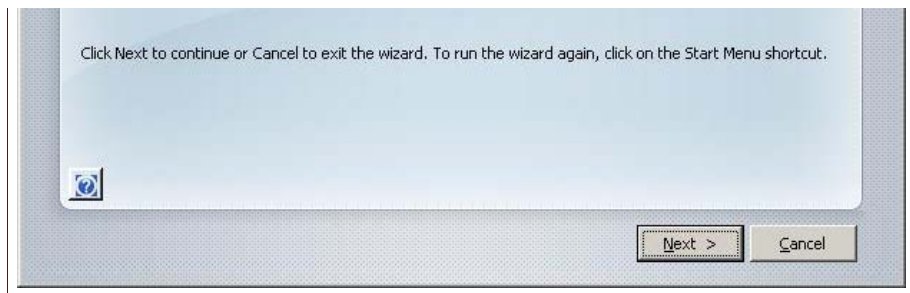 Click Next to continue or Cancel to exit the wizard. To run the wizard again, click on the Start Menu shortcut.
Next >
Cancel